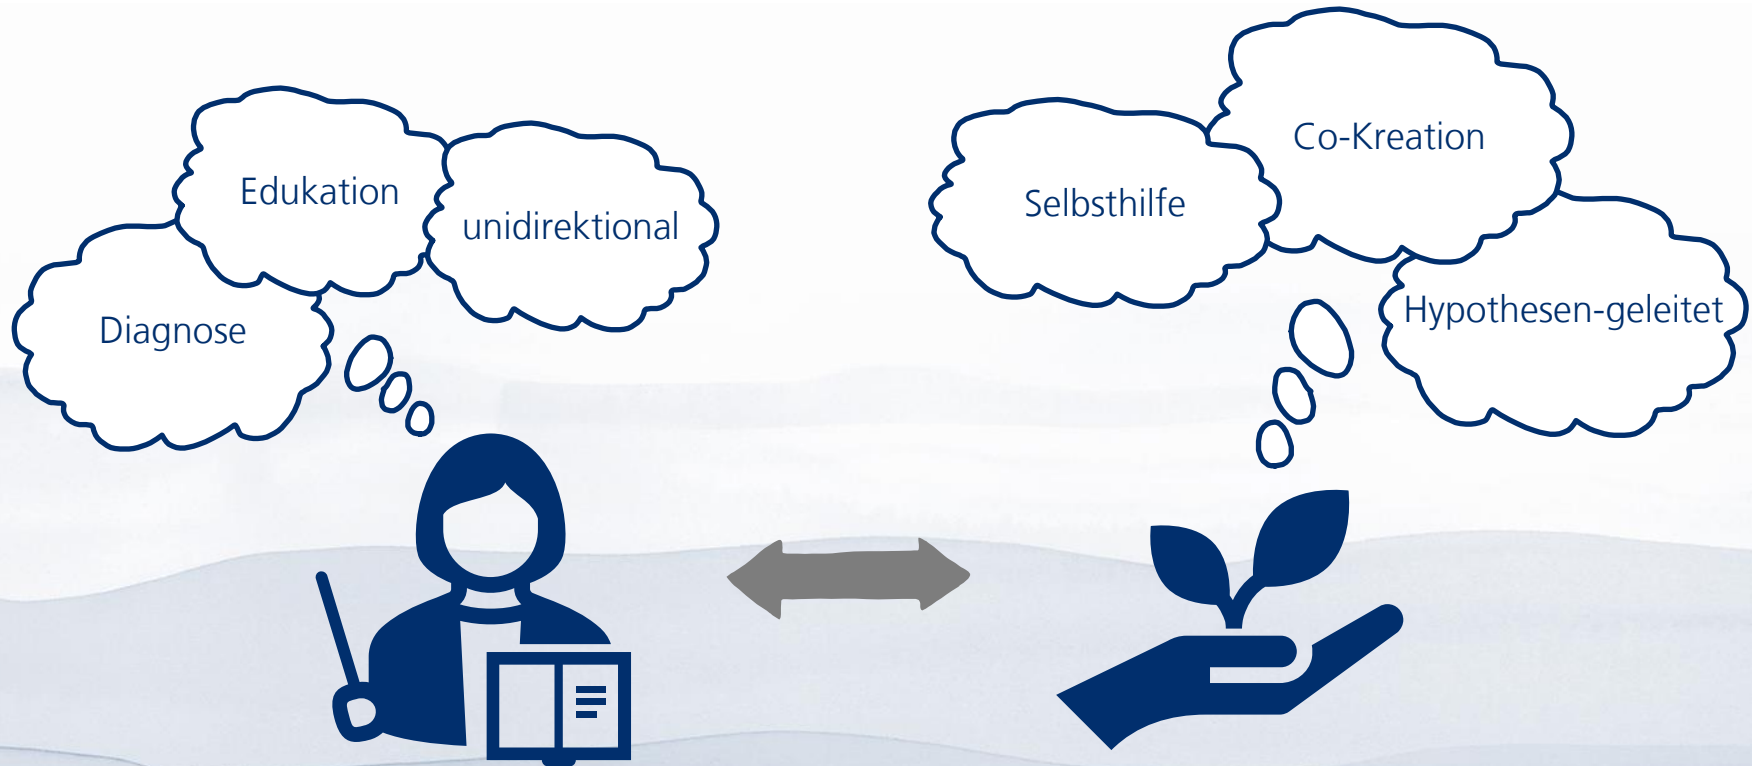 Diagnose
Edukation
unidirektional
Selbsthilfe
Co-Kreation
Hypothesen-geleitet